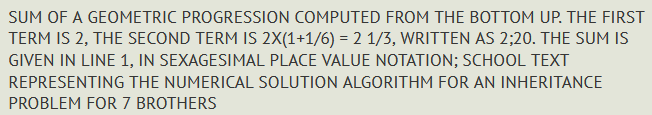 SUM OF A GEOMETRIC PROGRESSION COMPUTED FROM THE BOTTOM UP. THE FIRST
TERM IS 2, THE SECOND TERM IS 2X(1+1/6) = 2 1/3, WRITTEN AS 2;20. THE SUM IS
GIVEN IN LINE 1, IN SEXAGESIMAL PLACE VALUE NOTATION; SCHOOL TEXT
REPRESENTING THE NUMERICAL SOLUTION ALGORITHM FOR AN INHERITANCE
PROBLEM FOR 7 BROTHERS